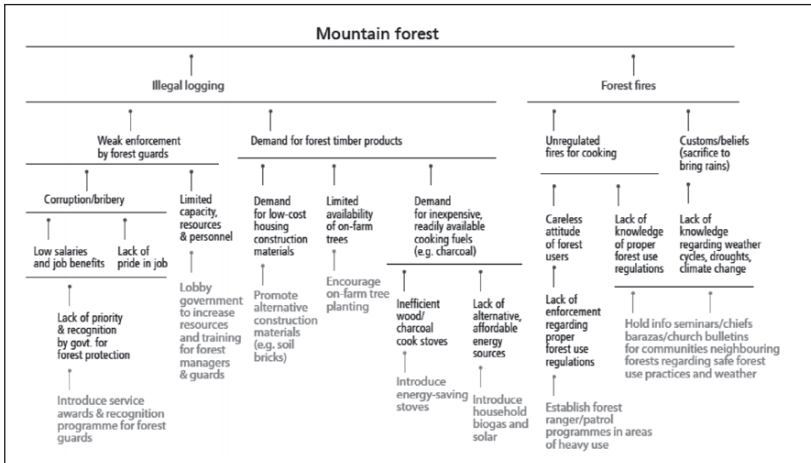 Mountain forest
Illegal logging
Forest fires
Weak enforcement
by forest guards
Demand for forest timber products
Unregulated
fires for cooking
Customs/beliefs
(sacrifice to
bring rains)
Corruption/bribery
Limited
capacity,
resources
& personnel
Demand
for low-cost
housing
construction
materials
Limited
availability
of on-farm
trees
Demand
for inexpensive,
readily available
cooking fuels
(e.g. charcoal)
Careless
attitude
of forest
users
Lack of
knowledge
of proper
forest use
regulations
Lack of
knowledge
regarding weather
cycles, droughts,
climate change
Low salaries
and job benefits
Lack of
pride in job
Lobby
government
to increase
resources
and training
for forest
managers
& guards
Promote
alternative
construction
materials
(e.g. soil
bricks)
Encourage
on-farm tree
planting
Inefficient
wood/
charcoal
cook stoves
Lack of
alternative,
affordable
energy
sources
Lack of
enforcement
regarding
proper
forest use
regulations
Hold info seminars/chiefs
barazas/church bulletins
for communities neighbouring
forests regarding safe forest
use practices and weather
Lack of priority
& recognition
by govt. for
forest protection
Introduce service
awards & recognition
programme for forest
guards
Introduce
energy-saving
stoves
Introduce
household
biogas and
solar
Establish forest
ranger/patrol
programmes in areas
of heavy use